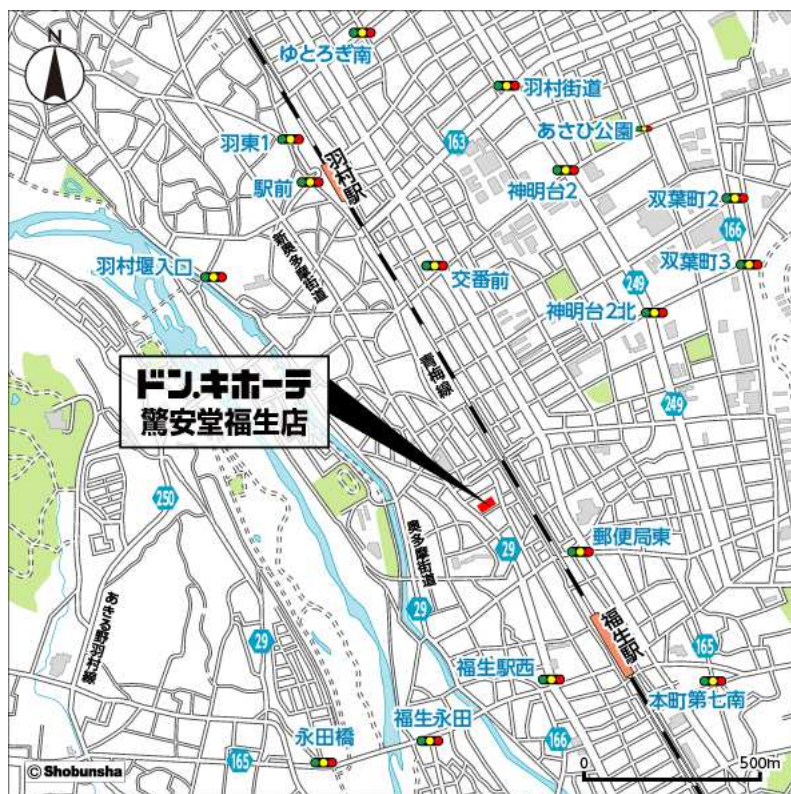 N
ゆとろぎ南
羽村街道
163
あさひ公園
羽東1
羽村駅
駅前
神明台2
双葉町2
166
新奥多摩街道
羽村堰入口
交番前
双葉町3
249
神明台2北
青梅線
ドン.キホーテ
驚安堂福生店
249
250
奥多摩街道
29
郵便局東
29
あきる野羽村線
29
福生駅
165
福生駅西
本町第七南
福生永田
166
永田橋
165
0 500m
© Shobunsha